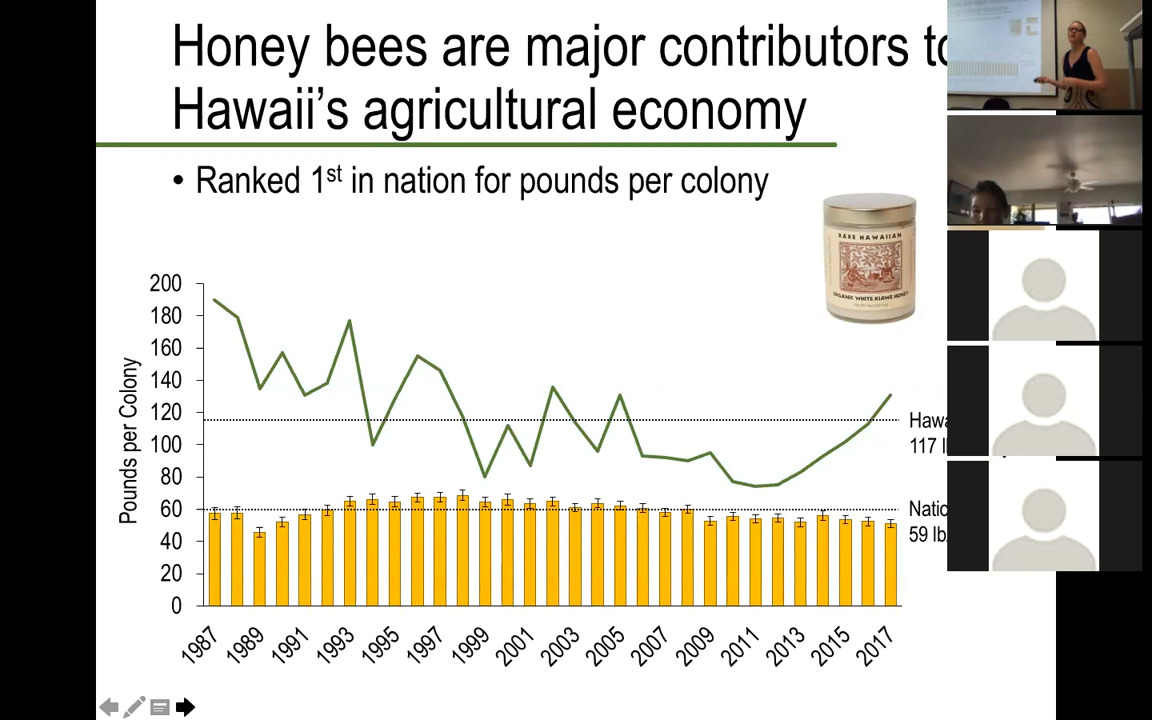 Honey bees are major contributors to
Hawaii's agricultural economy
• Ranked 1st in nation for pounds per colony
RARE HAWAIIAN
ORGANIC WHITE KIAWE HONEY
Pounds per Colony
200
180
160
140
120
100
80
60
40
20
0
Hawa
117 l
Natio
59 lb
1987
1989
1991
1993
1995
1997
1999
2001
2003
2005
2007
2009
2011
2013
2015
2017